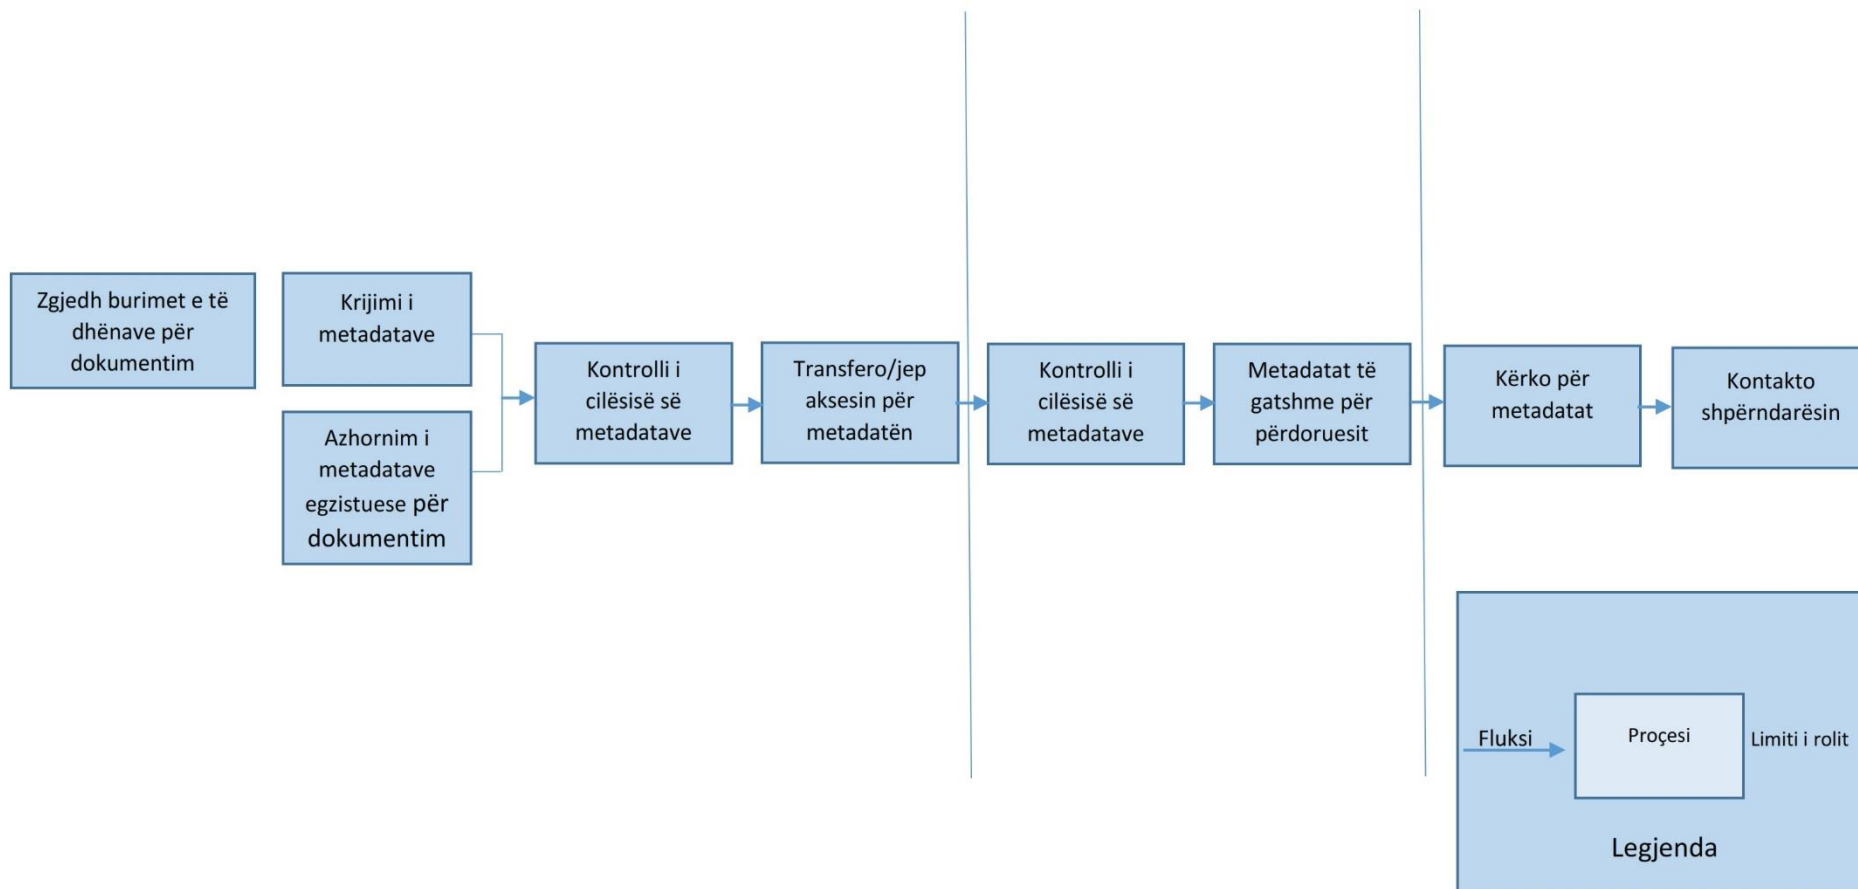 Zgjedh burimet e të
dhënave për
dokumentim
Krijimi i
metadatave
Azhornim i
metadatave
egzistuese për
dokumentim
Kontrolli i
cilësisë së
metadatave
Transfero/jep
aksesin për
metadatën
Kontrolli i
cilësisë së
metadatave
Metadatat të
gatshme për
përdoruesit
Kërko për
metadatat
Kontakto
shpërndarësin
Fluksi
Proçesi
Limiti i rolit
Legjenda